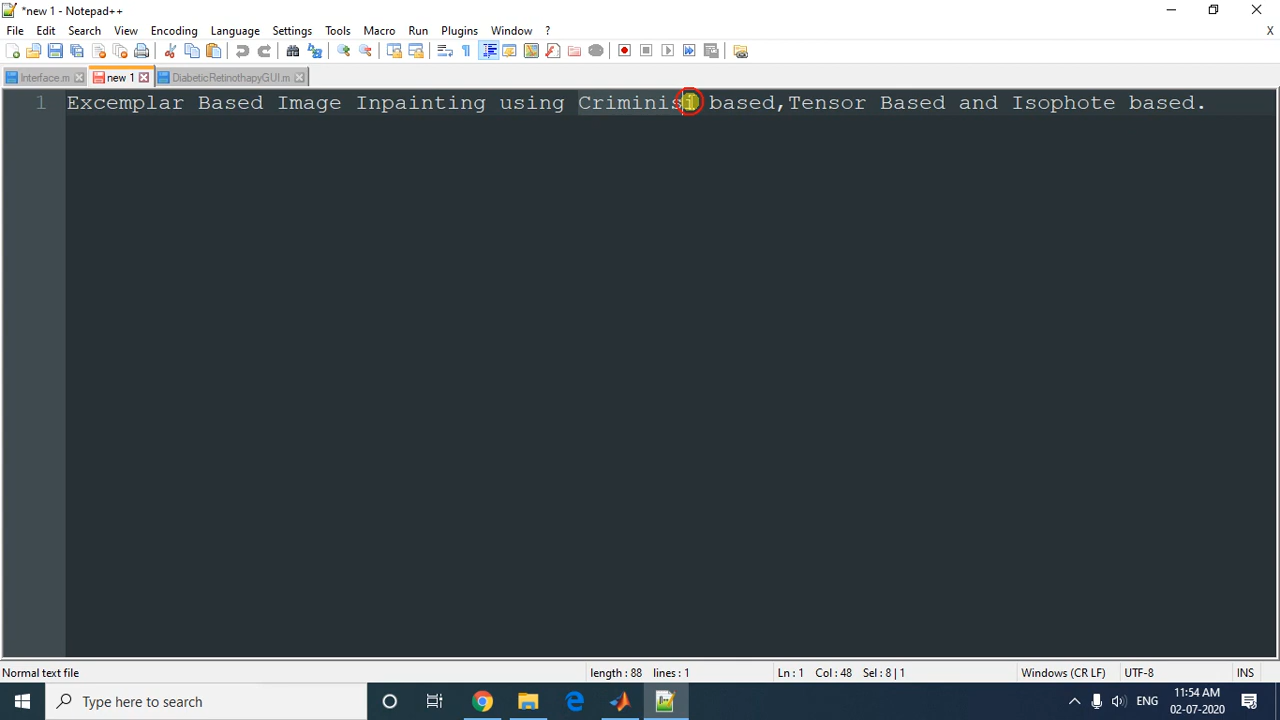 *new 1 - Notepad++
File Edit Search View Encoding Language Settings Tools Macro Run Plugins Window ? X
Interface.m new 1 DiabeticRetinothapyGUI.m
1 Excemplar Based Image Inpainting using Criminisi based,Tensor Based and Isophote based.
Normal text file length : 88 lines : 1 Ln : 1 Col : 48 Sel : 8 | 1 Windows (CR LF) UTF-8 INS
Type here to search ENG 11:54 AM
02-07-2020